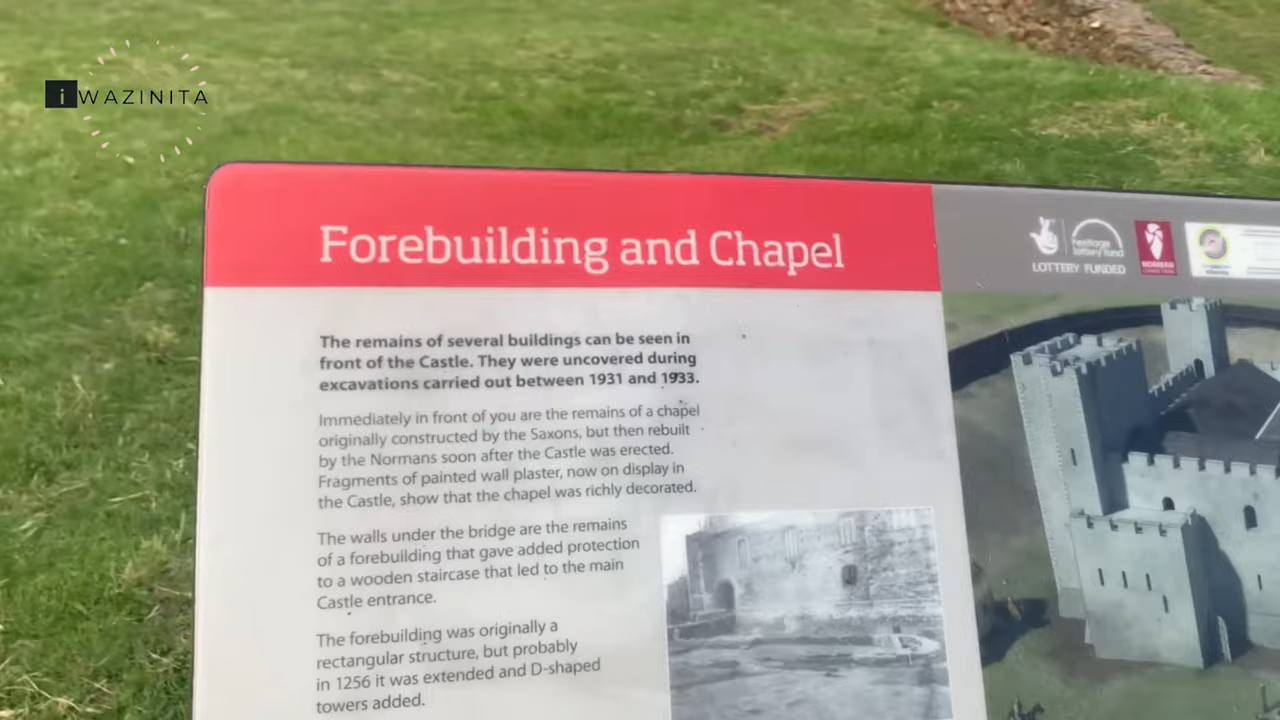 iWAZINITA
Forebuilding and Chapel
heritage
lottery fund
LOTTERY FUNDED
The remains of several buildings can be seen in
front of the Castle. They were uncovered during
excavations carried out between 1931 and 1933.
Immediately in front of you are the remains of a chapel
originally constructed by the Saxons, but then rebuilt
by the Normans soon after the Castle was erected.
Fragments of painted wall plaster, now on display in
the Castle, show that the chapel was richly decorated.
The walls under the bridge are the remains
of a forebuilding that gave added protection
to a wooden staircase that led to the main
Castle entrance.
The forebuilding was originally a
rectangular structure, but probably
in 1256 it was extended and D-shaped
towers added.